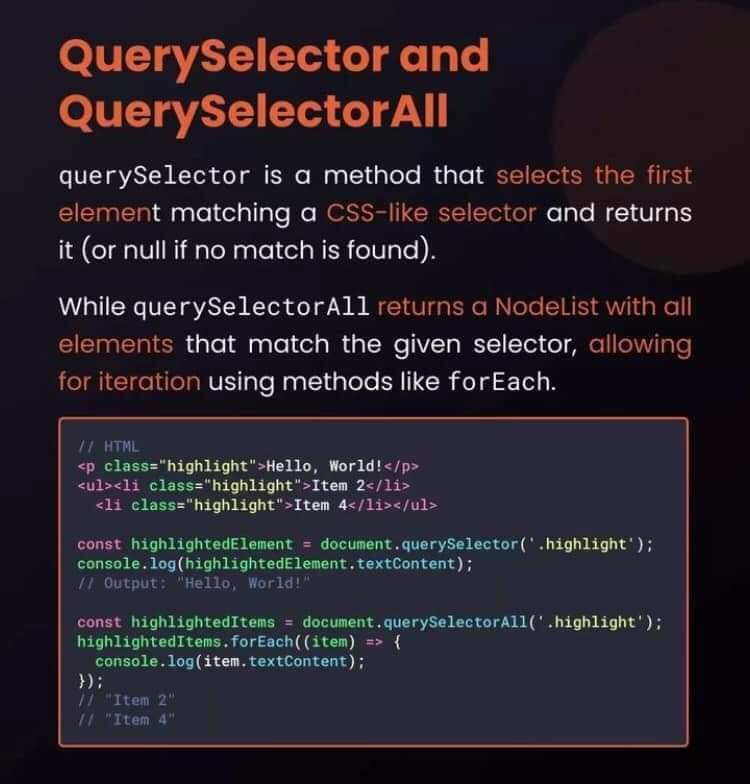 QuerySelector and
QuerySelectorAll
querySelector is a method that selects the first
element matching a CSS-like selector and returns
it (or null if no match is found).
While querySelectorAll returns a NodeList with all
elements that match the given selector, allowing
for iteration using methods like forEach.
// HTML
<p class="highlight">Hello, World!</p>
<ul><li class="highlight">Item 2</li>
  <li class="highlight">Item 4</li></ul>
const highlightedElement = document.querySelector('.highlight');
console.log(highlightedElement.textContent);
// Output: "Hello, World!"
const highlightedItems = document.querySelectorAll('.highlight');
highlightedItems.forEach((item) => {
  console.log(item.textContent);
});
// "Item 2"
// "Item 4"